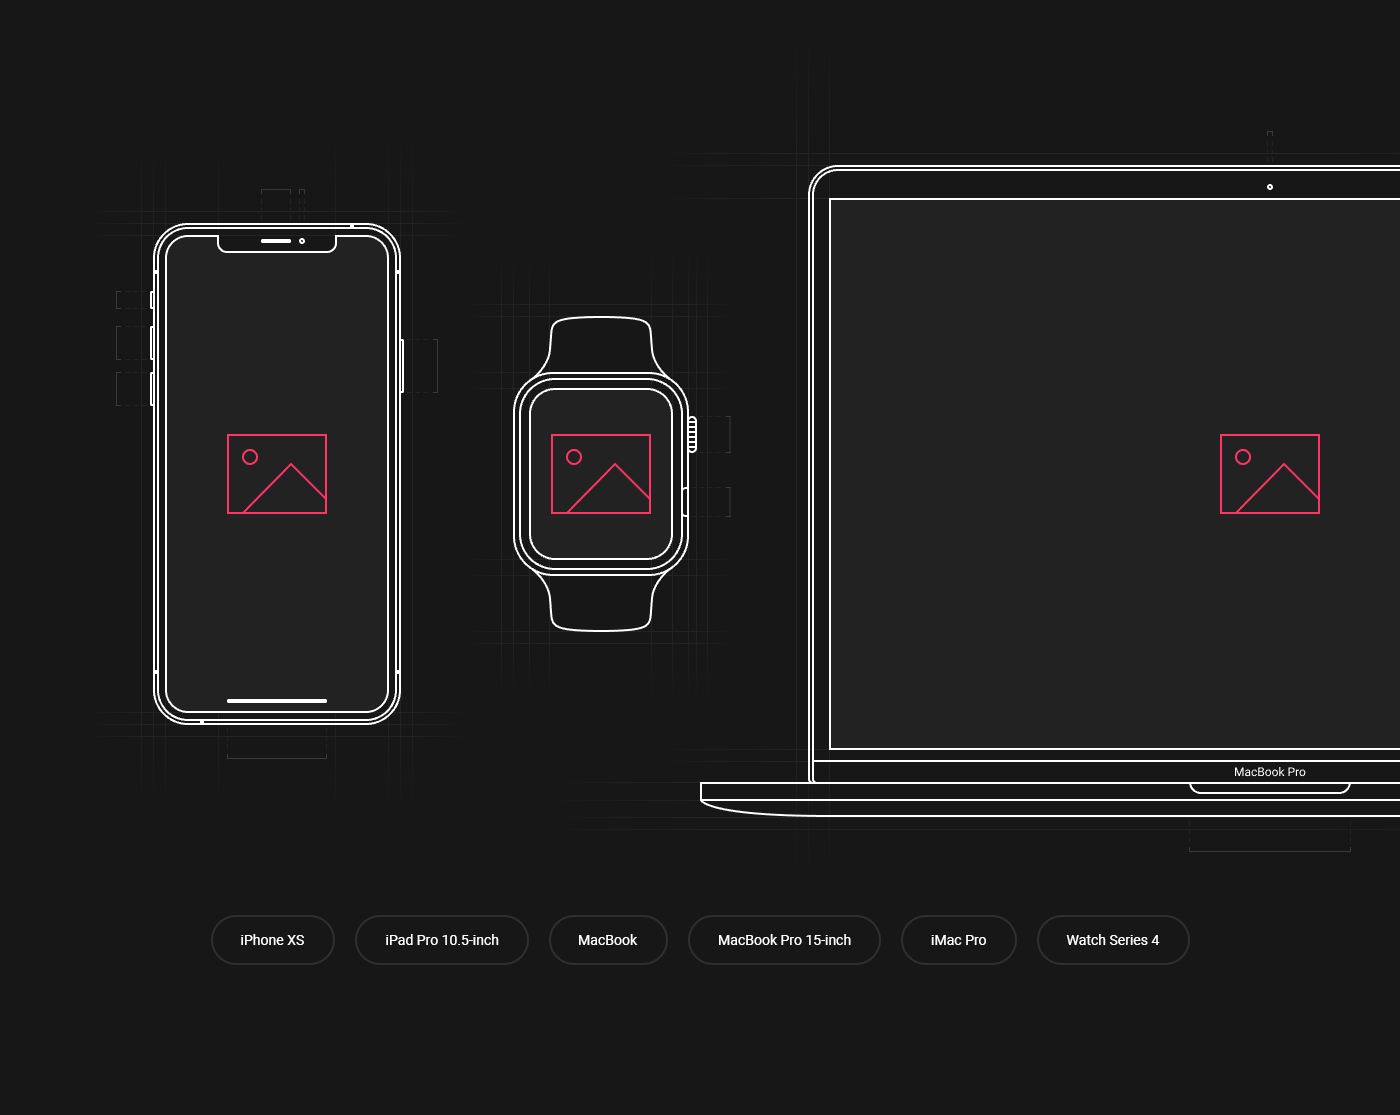 MacBook Pro
iPhone XS
iPad Pro 10.5-inch
MacBook
MacBook Pro 15-inch
iMac Pro
Watch Series 4